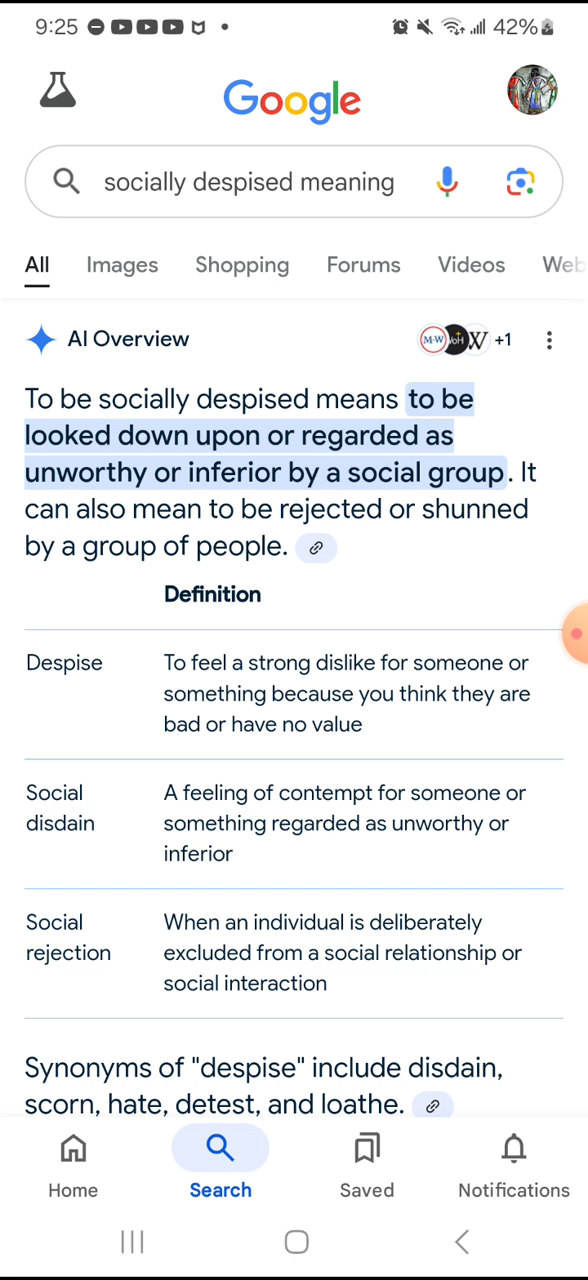 9:25 42%
Google
socially despised meaning
All Images Shopping Forums Videos Web
AI Overview M-W VoH W +1
To be socially despised means to be
looked down upon or regarded as
unworthy or inferior by a social group. It
can also mean to be rejected or shunned
by a group of people.
Definition
Despise To feel a strong dislike for someone or
something because you think they are
bad or have no value
Social A feeling of contempt for someone or
disdain something regarded as unworthy or
inferior
Social When an individual is deliberately
rejection excluded from a social relationship or
social interaction
Synonyms of "despise" include disdain,
scorn, hate, detest, and loathe.
Home Search Saved Notifications